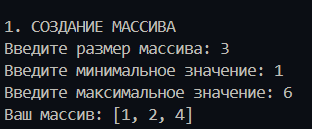 1. СОЗДАНИЕ МАССИВА
Введите размер массива: 3
Введите минимальное значение: 1
Введите максимальное значение: 6
Ваш массив: [1, 2, 4]